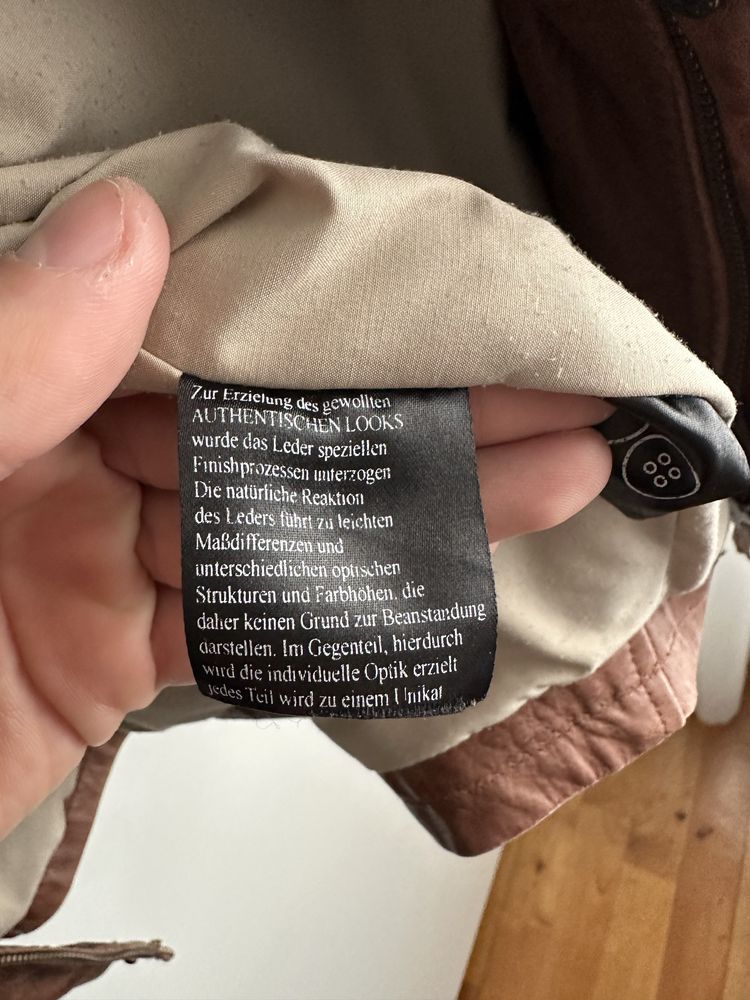 Zur Erzielung des gewollten
AUTHENTISCHEN LOOKS
wurde das Leder speziellen
Finishprozessen unterzogen
Die natürliche Reaktion
des Leders führt zu leichten
Maßdifferenzen und
unterschiedlichen optischen
Strukturen und Farbhöhen, die
daher keinen Grund zur Beanstandung
darstellen. Im Gegenteil, hierdurch
wird die individuelle Optik erzielt
jedes Teil wird zu einem Unikat